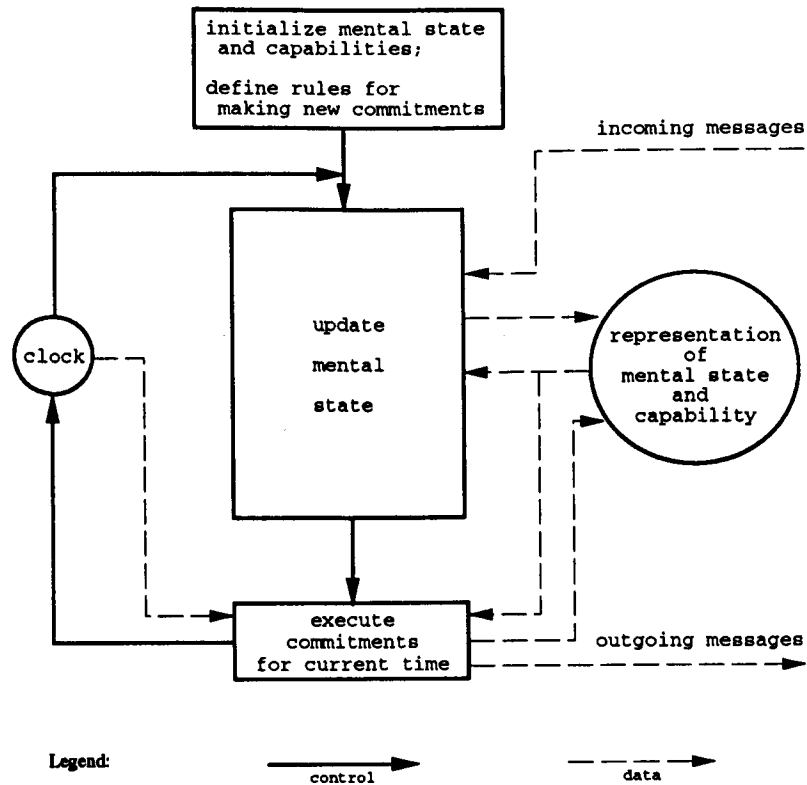 initialize mental state
and capabilities;
define rules for
making new commitments
incoming messages
update
mental
state
clock
representation
of
mental state
and
capability
execute
commitments
for current time
outgoing messages
Legend:
control
data